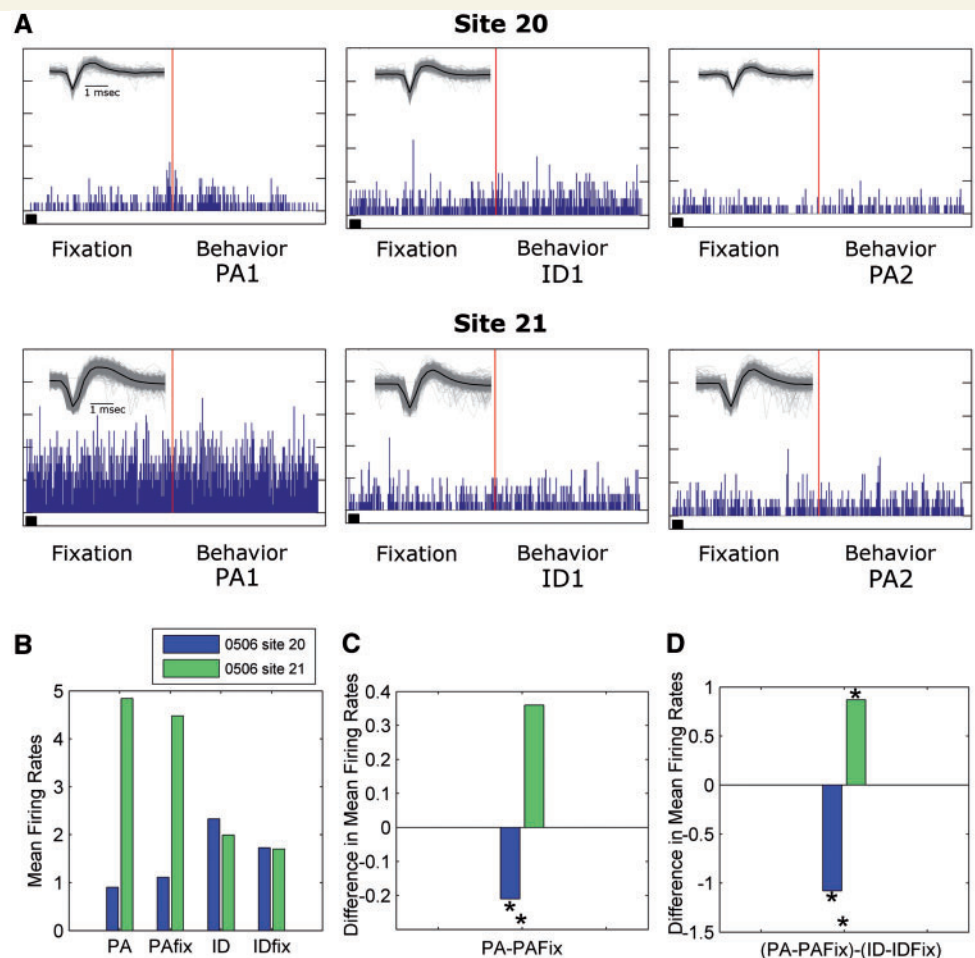 A
Site 20
1 msec
Fixation Behavior
PA1
Fixation Behavior
ID1
Fixation Behavior
PA2
Site 21
1 msec
Fixation Behavior
PA1
Fixation Behavior
ID1
Fixation Behavior
PA2
B
0506 site 20
0506 site 21
Mean Firing Rates
5
4
3
2
1
0
PA PAfix ID IDfix
C
Difference in Mean Firing Rates
0.4
0.3
0.2
0.1
0
-0.1
-0.2
*
*
PA-PAFix
D
Difference in Mean Firing Rates
1
0.5
0
-0.5
-1
-1.5
*
*
*
(PA-PAFix)-(ID-IDFix)